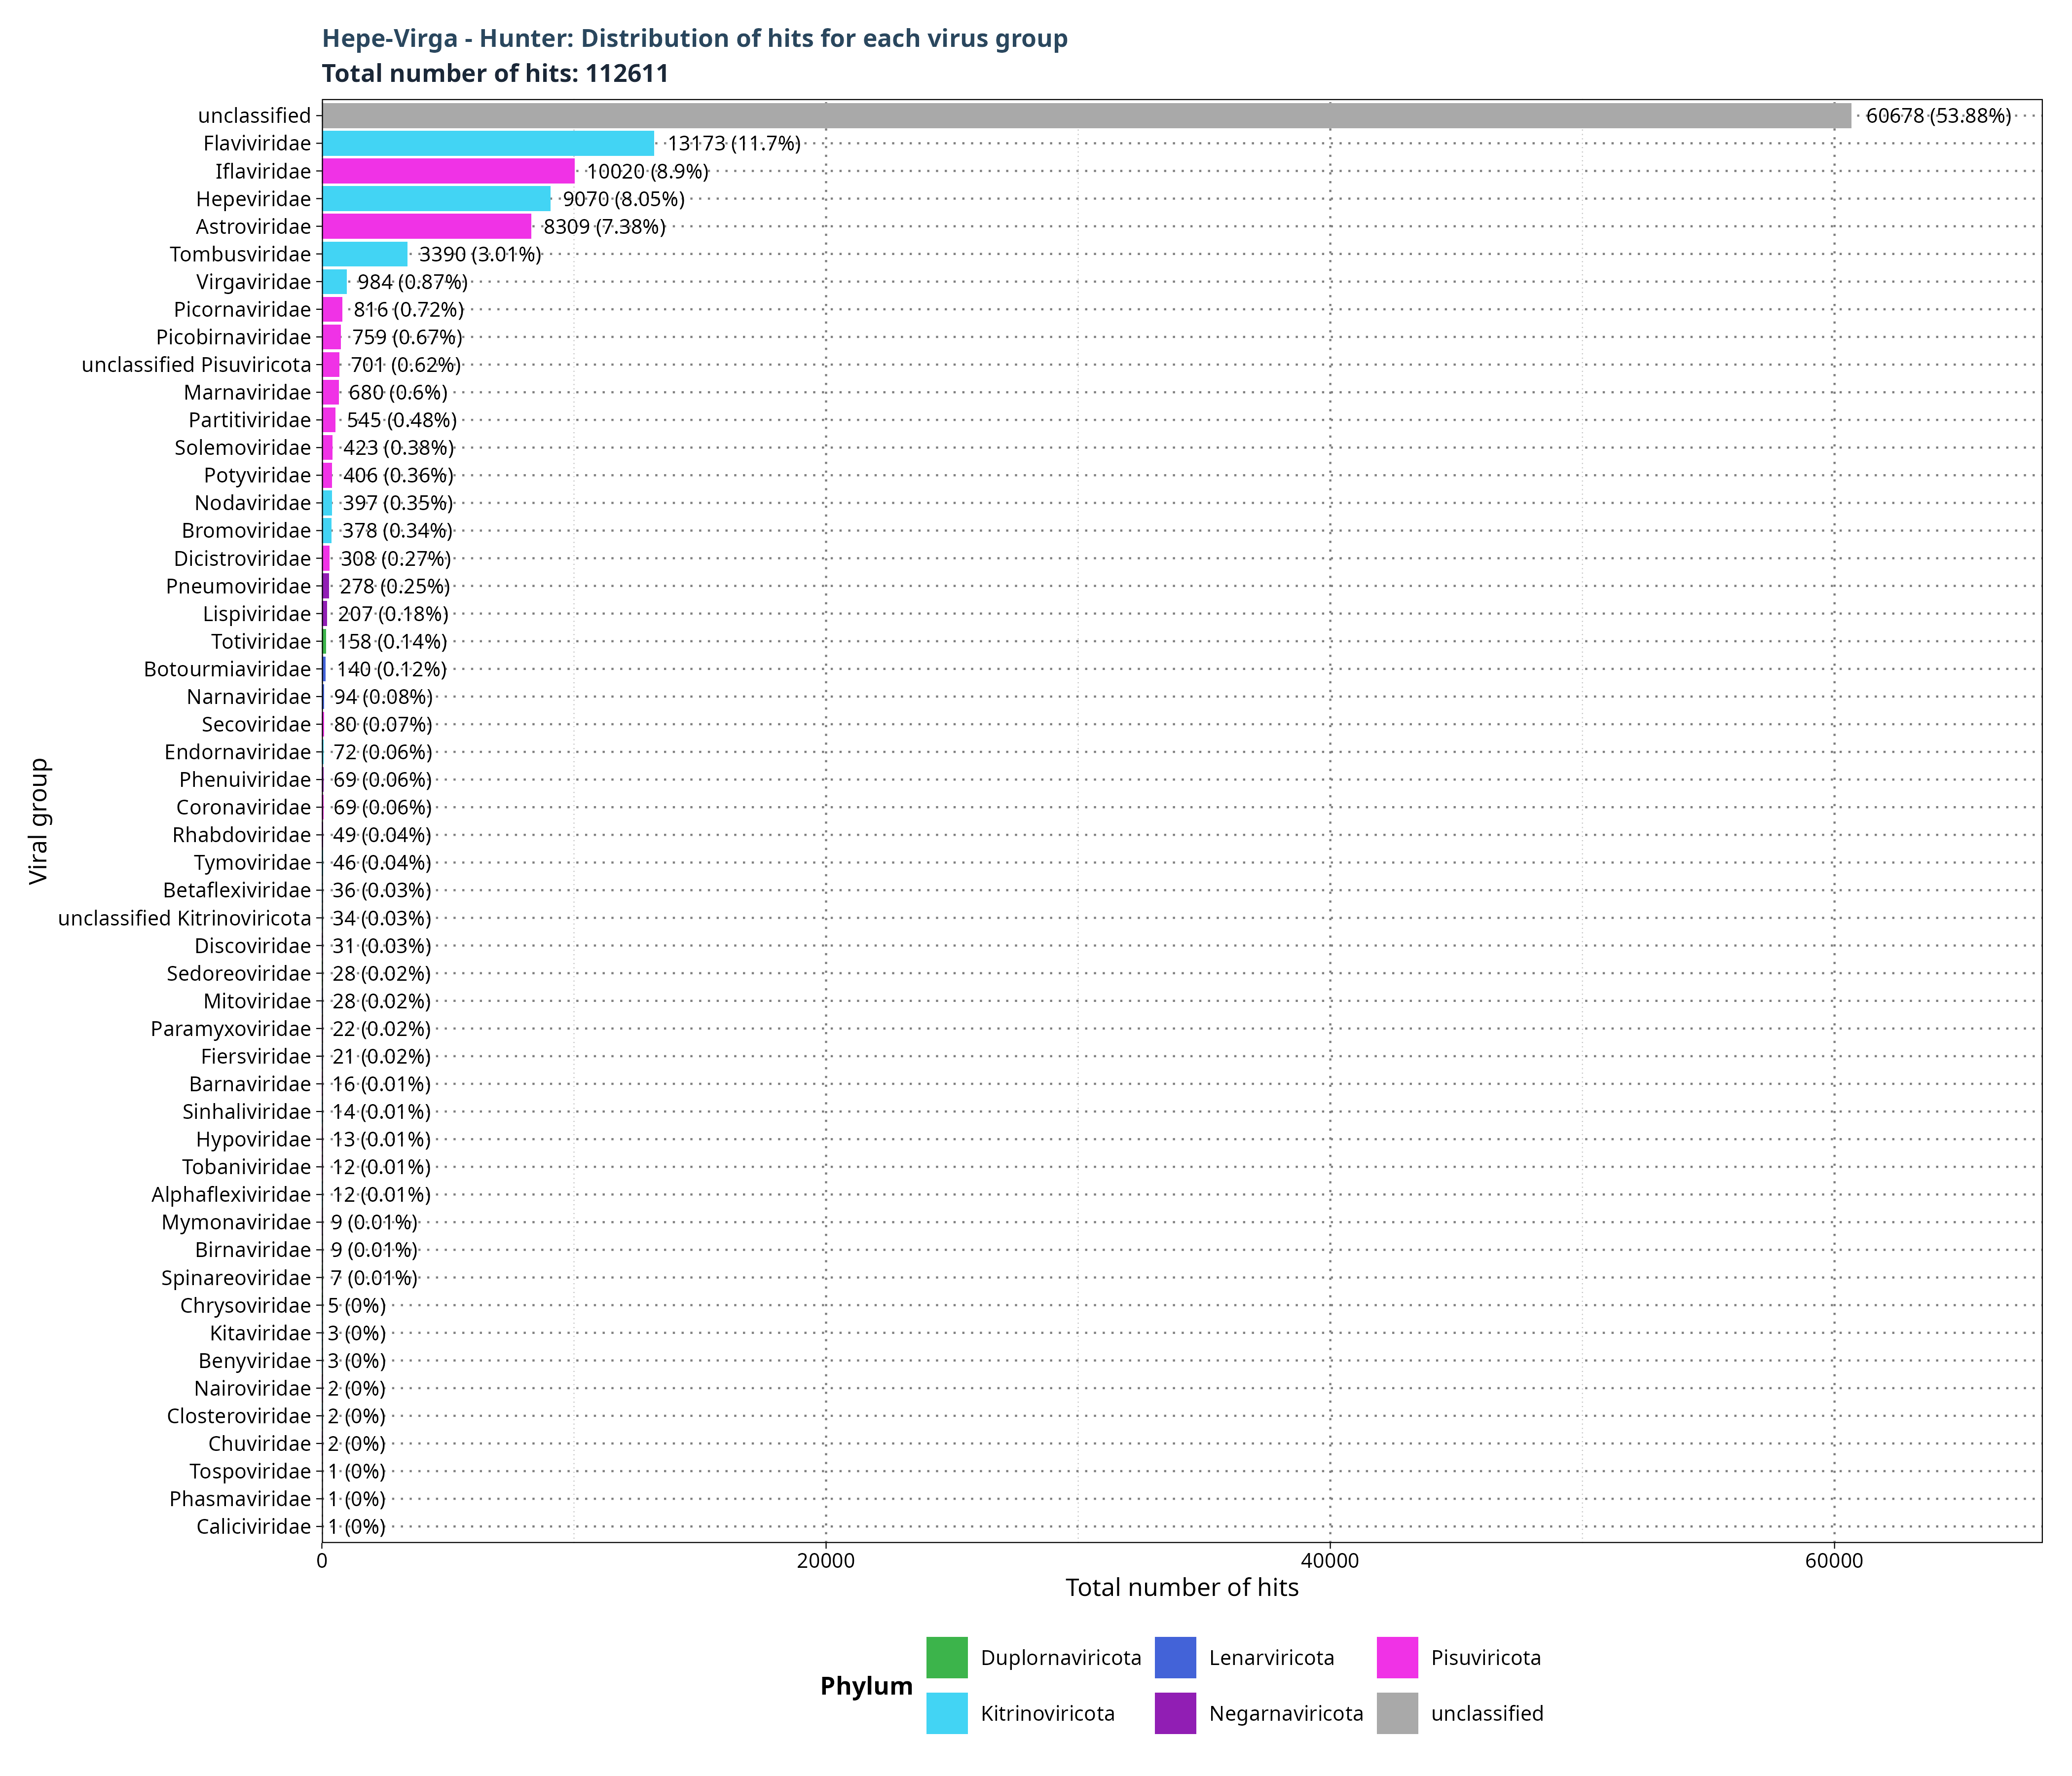 Hepe-Virga - Hunter: Distribution of hits for each virus group
Total number of hits: 112611
Viral group
unclassified 60678 (53.88%)
Flaviviridae 13173 (11.7%)
Iflaviridae 10020 (8.9%)
Hepeviridae 9070 (8.05%)
Astroviridae 8309 (7.38%)
Tombusviridae 3390 (3.01%)
Virgaviridae 984 (0.87%)
Picornaviridae 816 (0.72%)
Picobirnaviridae 759 (0.67%)
unclassified Pisuviricota 701 (0.62%)
Marnaviridae 680 (0.6%)
Partitiviridae 545 (0.48%)
Solemoviridae 423 (0.38%)
Potyviridae 406 (0.36%)
Nodaviridae 397 (0.35%)
Bromoviridae 378 (0.34%)
Dicistroviridae 308 (0.27%)
Pneumoviridae 278 (0.25%)
Lispiviridae 207 (0.18%)
Totiviridae 158 (0.14%)
Botourmiaviridae 140 (0.12%)
Narnaviridae 94 (0.08%)
Secoviridae 80 (0.07%)
Endornaviridae 72 (0.06%)
Phenuiviridae 69 (0.06%)
Coronaviridae 69 (0.06%)
Rhabdoviridae 49 (0.04%)
Tymoviridae 46 (0.04%)
Betaflexiviridae 36 (0.03%)
unclassified Kitrinoviricota 34 (0.03%)
Discoviridae 31 (0.03%)
Sedoreoviridae 28 (0.02%)
Mitoviridae 28 (0.02%)
Paramyxoviridae 22 (0.02%)
Fiersviridae 21 (0.02%)
Barnaviridae 16 (0.01%)
Sinhaliviridae 14 (0.01%)
Hypoviridae 13 (0.01%)
Tobaniviridae 12 (0.01%)
Alphaflexiviridae 12 (0.01%)
Mymonaviridae 9 (0.01%)
Birnaviridae 9 (0.01%)
Spinareoviridae 7 (0.01%)
Chrysoviridae 5 (0%)
Kitaviridae 3 (0%)
Benyviridae 3 (0%)
Nairoviridae 2 (0%)
Closteroviridae 2 (0%)
Chuviridae 2 (0%)
Tospoviridae 1 (0%)
Phasmaviridae 1 (0%)
Caliciviridae 1 (0%)
0 20000 40000 60000
Total number of hits
Phylum
Duplornaviricota Lenarviricota Pisuviricota
Kitrinoviricota Negarnaviricota unclassified